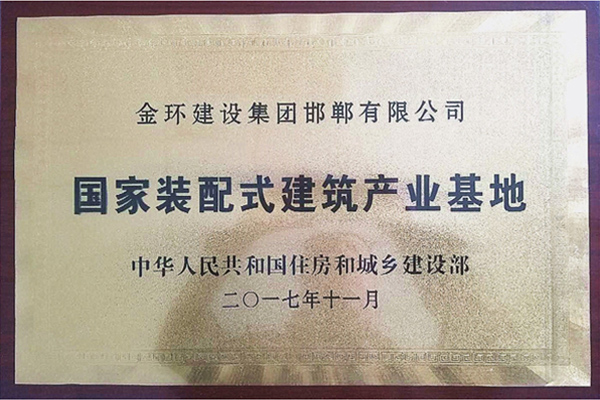 金环建设集团邯郸有限公司
国家装配式建筑产业基地
中华人民共和国住房和城乡建设部
二〇一七年十一月